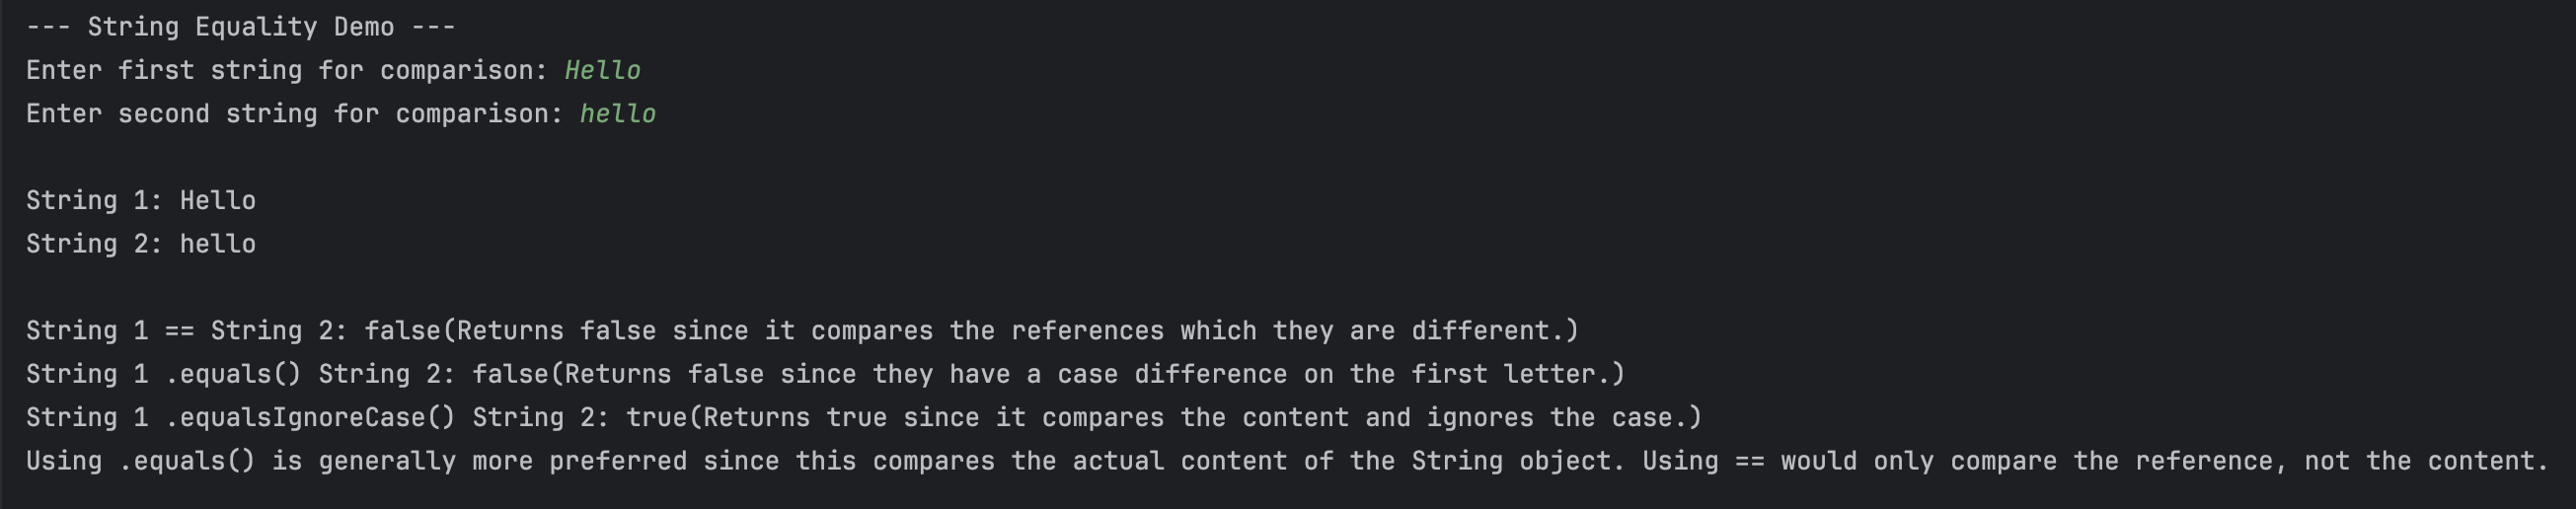 --- String Equality Demo ---
Enter first string for comparison: Hello
Enter second string for comparison: hello
String 1: Hello
String 2: hello
String 1 == String 2: false(Returns false since it compares the references which they are different.)
String 1 .equals() String 2: false(Returns false since they have a case difference on the first letter.)
String 1 .equalsIgnoreCase() String 2: true(Returns true since it compares the content and ignores the case.)
Using .equals() is generally more preferred since this compares the actual content of the String object. Using == would only compare the reference, not the content.